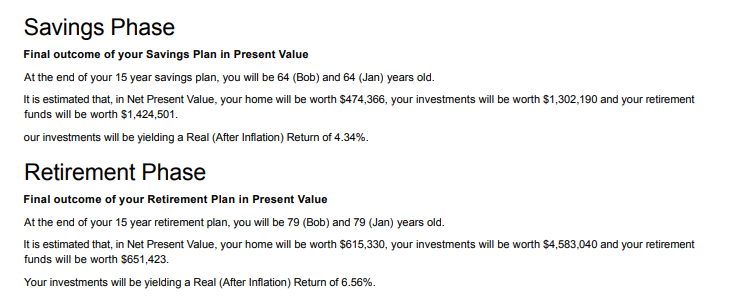 Savings Phase
Final outcome of your Savings Plan in Present Value
At the end of your 15 year savings plan, you will be 64 (Bob) and 64 (Jan) years old.
It is estimated that, in Net Present Value, your home will be worth $474,366, your investments will be worth $1,302,190 and your retirement
funds will be worth $1,424,501.
our investments will be yielding a Real (After Inflation) Return of 4.34%.
Retirement Phase
Final outcome of your Retirement Plan in Present Value
At the end of your 15 year retirement plan, you will be 79 (Bob) and 79 (Jan) years old.
It is estimated that, in Net Present Value, your home will be worth $615,330, your investments will be worth $4,583,040 and your retirement
funds will be worth $651,423.
Your investments will be yielding a Real (After Inflation) Return of 6.56%.